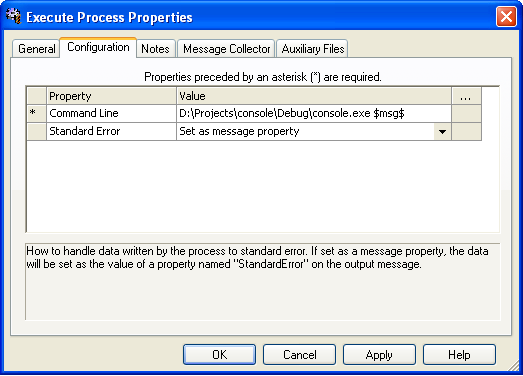 Execute Process Properties
General Configuration Notes Message Collector Auxiliary Files
Properties preceded by an asterisk (*) are required.
Property Value ...
* Command Line D:\Projects\console\Debug\console.exe $msg$
Standard Error Set as message property
How to handle data written by the process to standard error. If set as a message property, the data
will be set as the value of a property named "StandardError" on the output message.
OK Cancel Apply Help